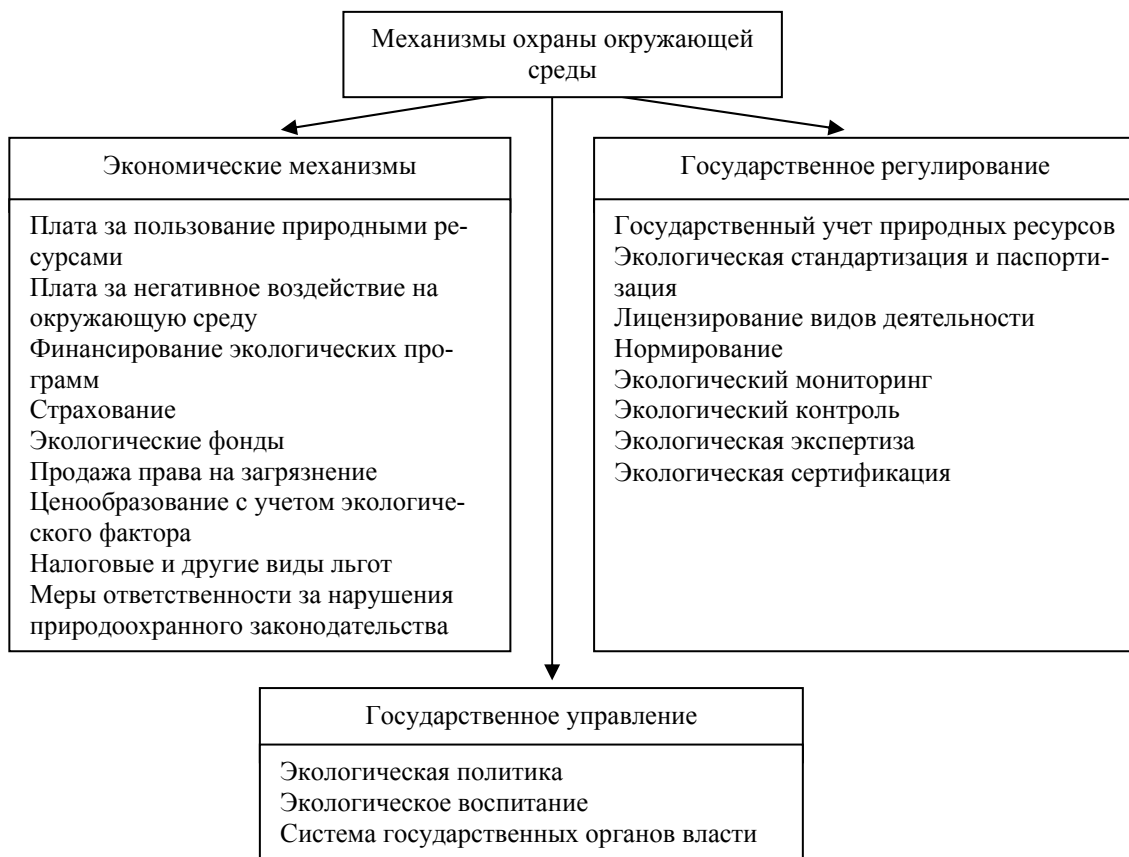 Механизмы охраны окружающей
среды
Экономические механизмы
Плата за пользование природными ре-
сурсами
Плата за негативное воздействие на
окружающую среду
Финансирование экологических про-
грамм
Страхование
Экологические фонды
Продажа права на загрязнение
Ценообразование с учетом экологиче-
ского фактора
Налоговые и другие виды льгот
Меры ответственности за нарушения
природоохранного законодательства
Государственное регулирование
Государственный учет природных ресурсов
Экологическая стандартизация и паспорти-
зация
Лицензирование видов деятельности
Нормирование
Экологический мониторинг
Экологический контроль
Экологическая экспертиза
Экологическая сертификация
Государственное управление
Экологическая политика
Экологическое воспитание
Система государственных органов власти